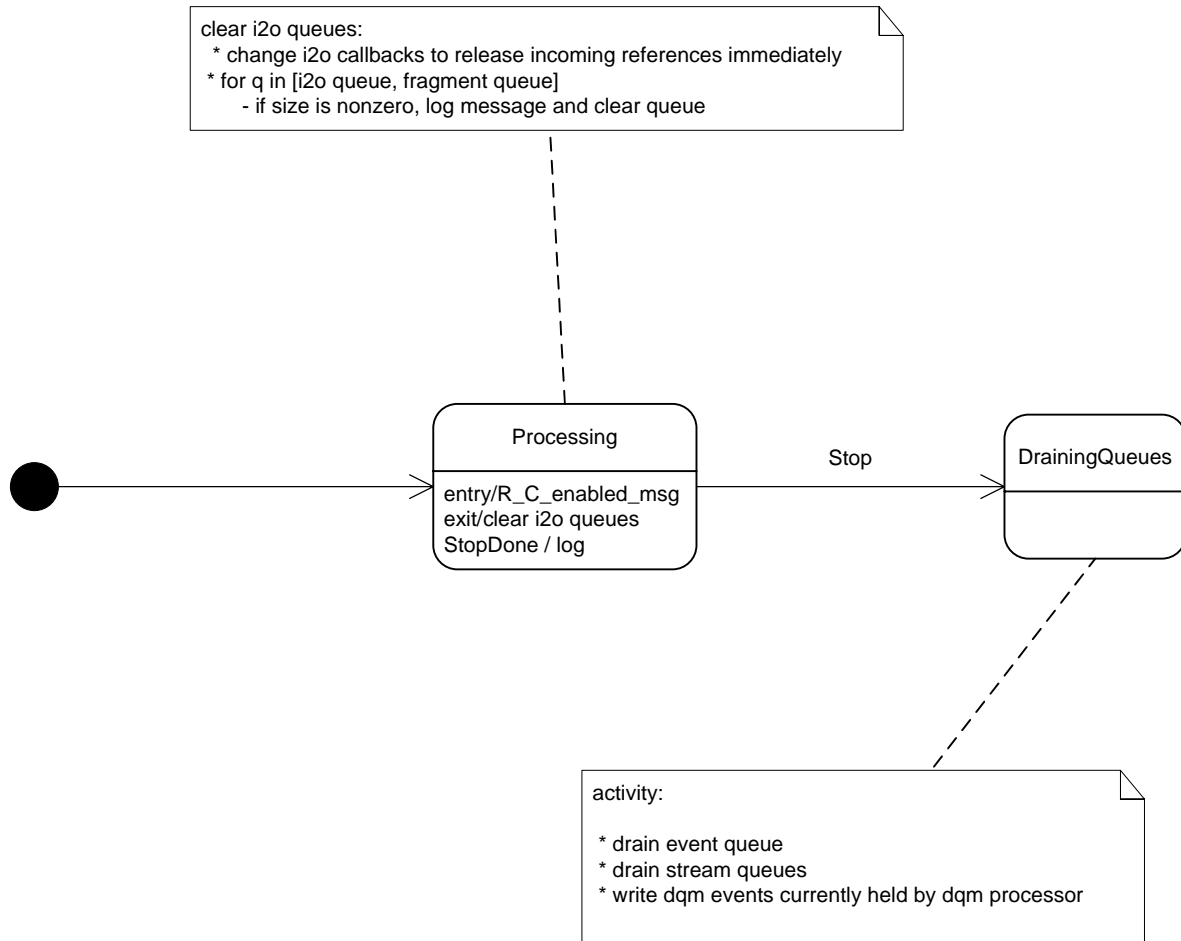 clear i2o queues:
* change i2o callbacks to release incoming references immediately
* for q in [i2o queue, fragment queue]
- if size is nonzero, log message and clear queue
Processing
entry/R_C_enabled_msg
exit/clear i2o queues
StopDone / log
Stop
DrainingQueues
activity:
* drain event queue
* drain stream queues
* write dqm events currently held by dqm processor